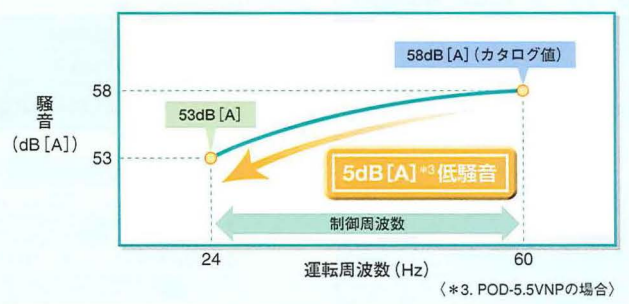 58dB[A](カタログ値)
騒音
(dB[A])
58
53dB[A]
53
5dB[A]*3低騒音
制御周波数
24
60
運転周波数(Hz)
〈*3. POD-5.5VNPの場合〉